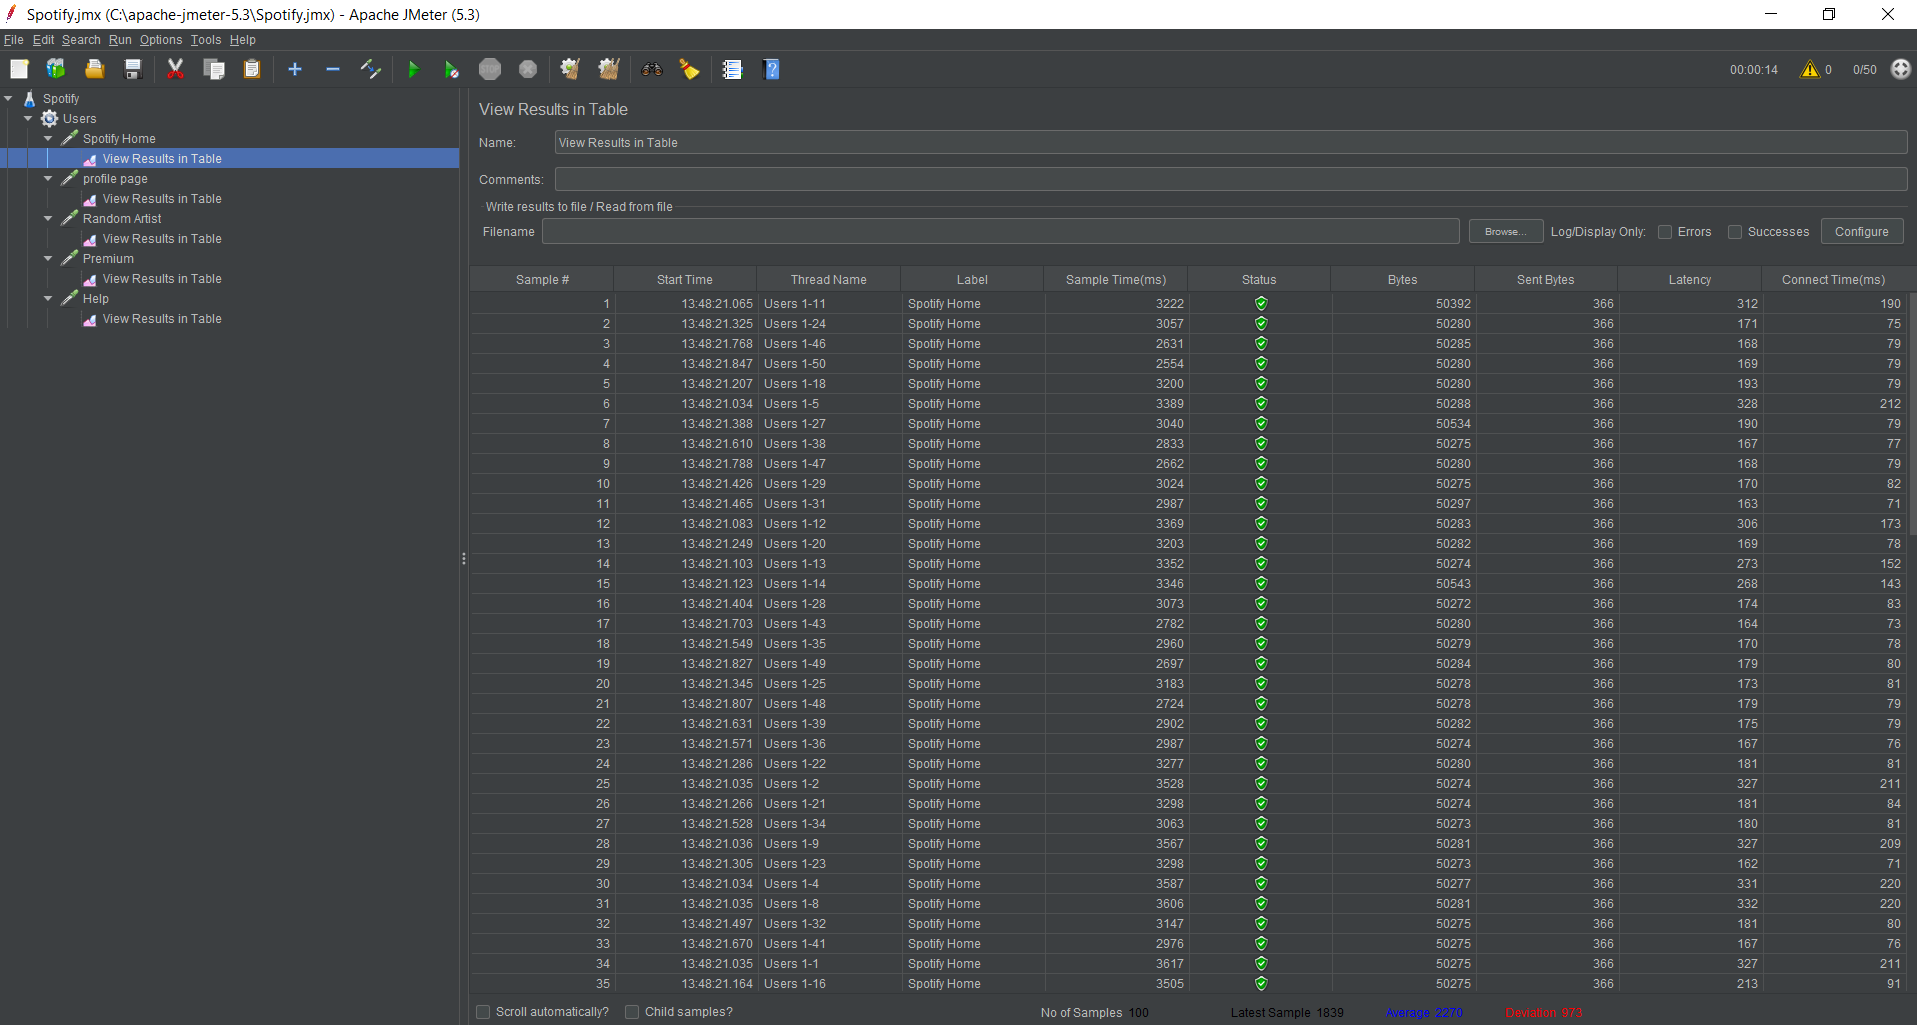 Spotify.jmx (C:\apache-jmeter-5.3\Spotify.jmx) - Apache JMeter (5.3)
File Edit Search Run Options Tools Help
STOP 00:00:14 0 0/50
Spotify
Users
Spotify Home
View Results in Table
profile page
View Results in Table
Random Artist
View Results in Table
Premium
View Results in Table
Help
View Results in Table
View Results in Table
Name: View Results in Table
Comments:
Write results to file / Read from file
Filename Browse... Log/Display Only: Errors Successes Configure
Sample # Start Time Thread Name Label Sample Time(ms) Status Bytes Sent Bytes Latency Connect Time(ms)
1 13:48:21.065 Users 1-11 Spotify Home 3222 50392 366 312 190
2 13:48:21.325 Users 1-24 Spotify Home 3057 50280 366 171 75
3 13:48:21.768 Users 1-46 Spotify Home 2631 50285 366 168 79
4 13:48:21.847 Users 1-50 Spotify Home 2554 50280 366 169 79
5 13:48:21.207 Users 1-18 Spotify Home 3200 50280 366 193 79
6 13:48:21.034 Users 1-5 Spotify Home 3389 50288 366 328 212
7 13:48:21.388 Users 1-27 Spotify Home 3040 50534 366 190 79
8 13:48:21.610 Users 1-38 Spotify Home 2833 50275 366 167 77
9 13:48:21.788 Users 1-47 Spotify Home 2662 50280 366 168 79
10 13:48:21.426 Users 1-29 Spotify Home 3024 50275 366 170 82
11 13:48:21.465 Users 1-31 Spotify Home 2987 50297 366 163 71
12 13:48:21.083 Users 1-12 Spotify Home 3369 50283 366 306 173
13 13:48:21.249 Users 1-20 Spotify Home 3203 50282 366 169 78
14 13:48:21.103 Users 1-13 Spotify Home 3352 50274 366 273 152
15 13:48:21.123 Users 1-14 Spotify Home 3346 50543 366 268 143
16 13:48:21.404 Users 1-28 Spotify Home 3073 50272 366 174 83
17 13:48:21.703 Users 1-43 Spotify Home 2782 50280 366 164 73
18 13:48:21.549 Users 1-35 Spotify Home 2960 50279 366 170 78
19 13:48:21.827 Users 1-49 Spotify Home 2697 50284 366 179 80
20 13:48:21.345 Users 1-25 Spotify Home 3183 50278 366 173 81
21 13:48:21.807 Users 1-48 Spotify Home 2724 50278 366 179 79
22 13:48:21.631 Users 1-39 Spotify Home 2902 50282 366 175 79
23 13:48:21.571 Users 1-36 Spotify Home 2987 50274 366 167 76
24 13:48:21.286 Users 1-22 Spotify Home 3277 50280 366 181 81
25 13:48:21.035 Users 1-2 Spotify Home 3528 50274 366 327 211
26 13:48:21.266 Users 1-21 Spotify Home 3298 50274 366 181 84
27 13:48:21.528 Users 1-34 Spotify Home 3063 50273 366 180 81
28 13:48:21.036 Users 1-9 Spotify Home 3567 50281 366 327 209
29 13:48:21.305 Users 1-23 Spotify Home 3298 50273 366 162 71
30 13:48:21.034 Users 1-4 Spotify Home 3587 50277 366 331 220
31 13:48:21.035 Users 1-8 Spotify Home 3606 50281 366 332 220
32 13:48:21.497 Users 1-32 Spotify Home 3147 50275 366 181 80
33 13:48:21.670 Users 1-41 Spotify Home 2976 50275 366 167 76
34 13:48:21.035 Users 1-1 Spotify Home 3617 50275 366 327 211
35 13:48:21.164 Users 1-16 Spotify Home 3505 50275 366 213 91
Scroll automatically? Child samples? No of Samples 100 Latest Sample 1839 Average 2270 Deviation 973